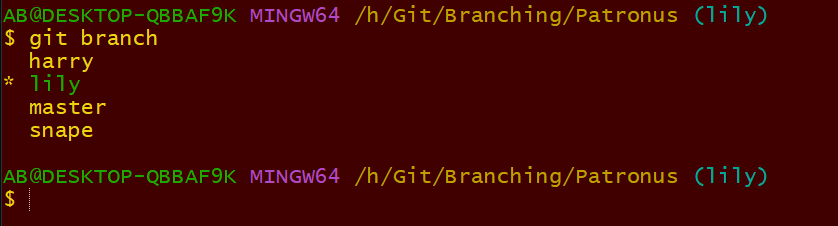 AB@DESKTOP-QBBAF9K MINGW64 /h/Git/Branching/Patronus (lily)
$ git branch
  harry
* lily
  master
  snape

AB@DESKTOP-QBBAF9K MINGW64 /h/Git/Branching/Patronus (lily)
$